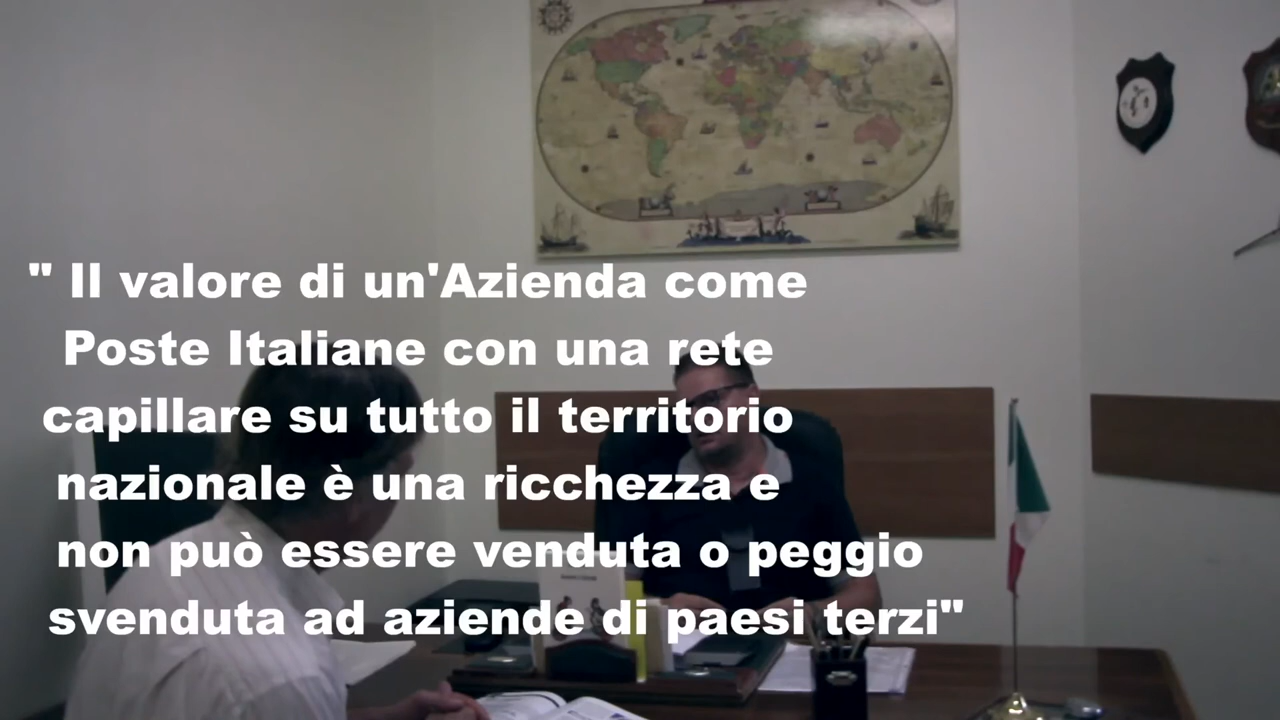 " Il valore di un'Azienda come
Poste Italiane con una rete
capillare su tutto il territorio
nazionale è una ricchezza e
non può essere venduta o peggio
svenduta ad aziende di paesi terzi"